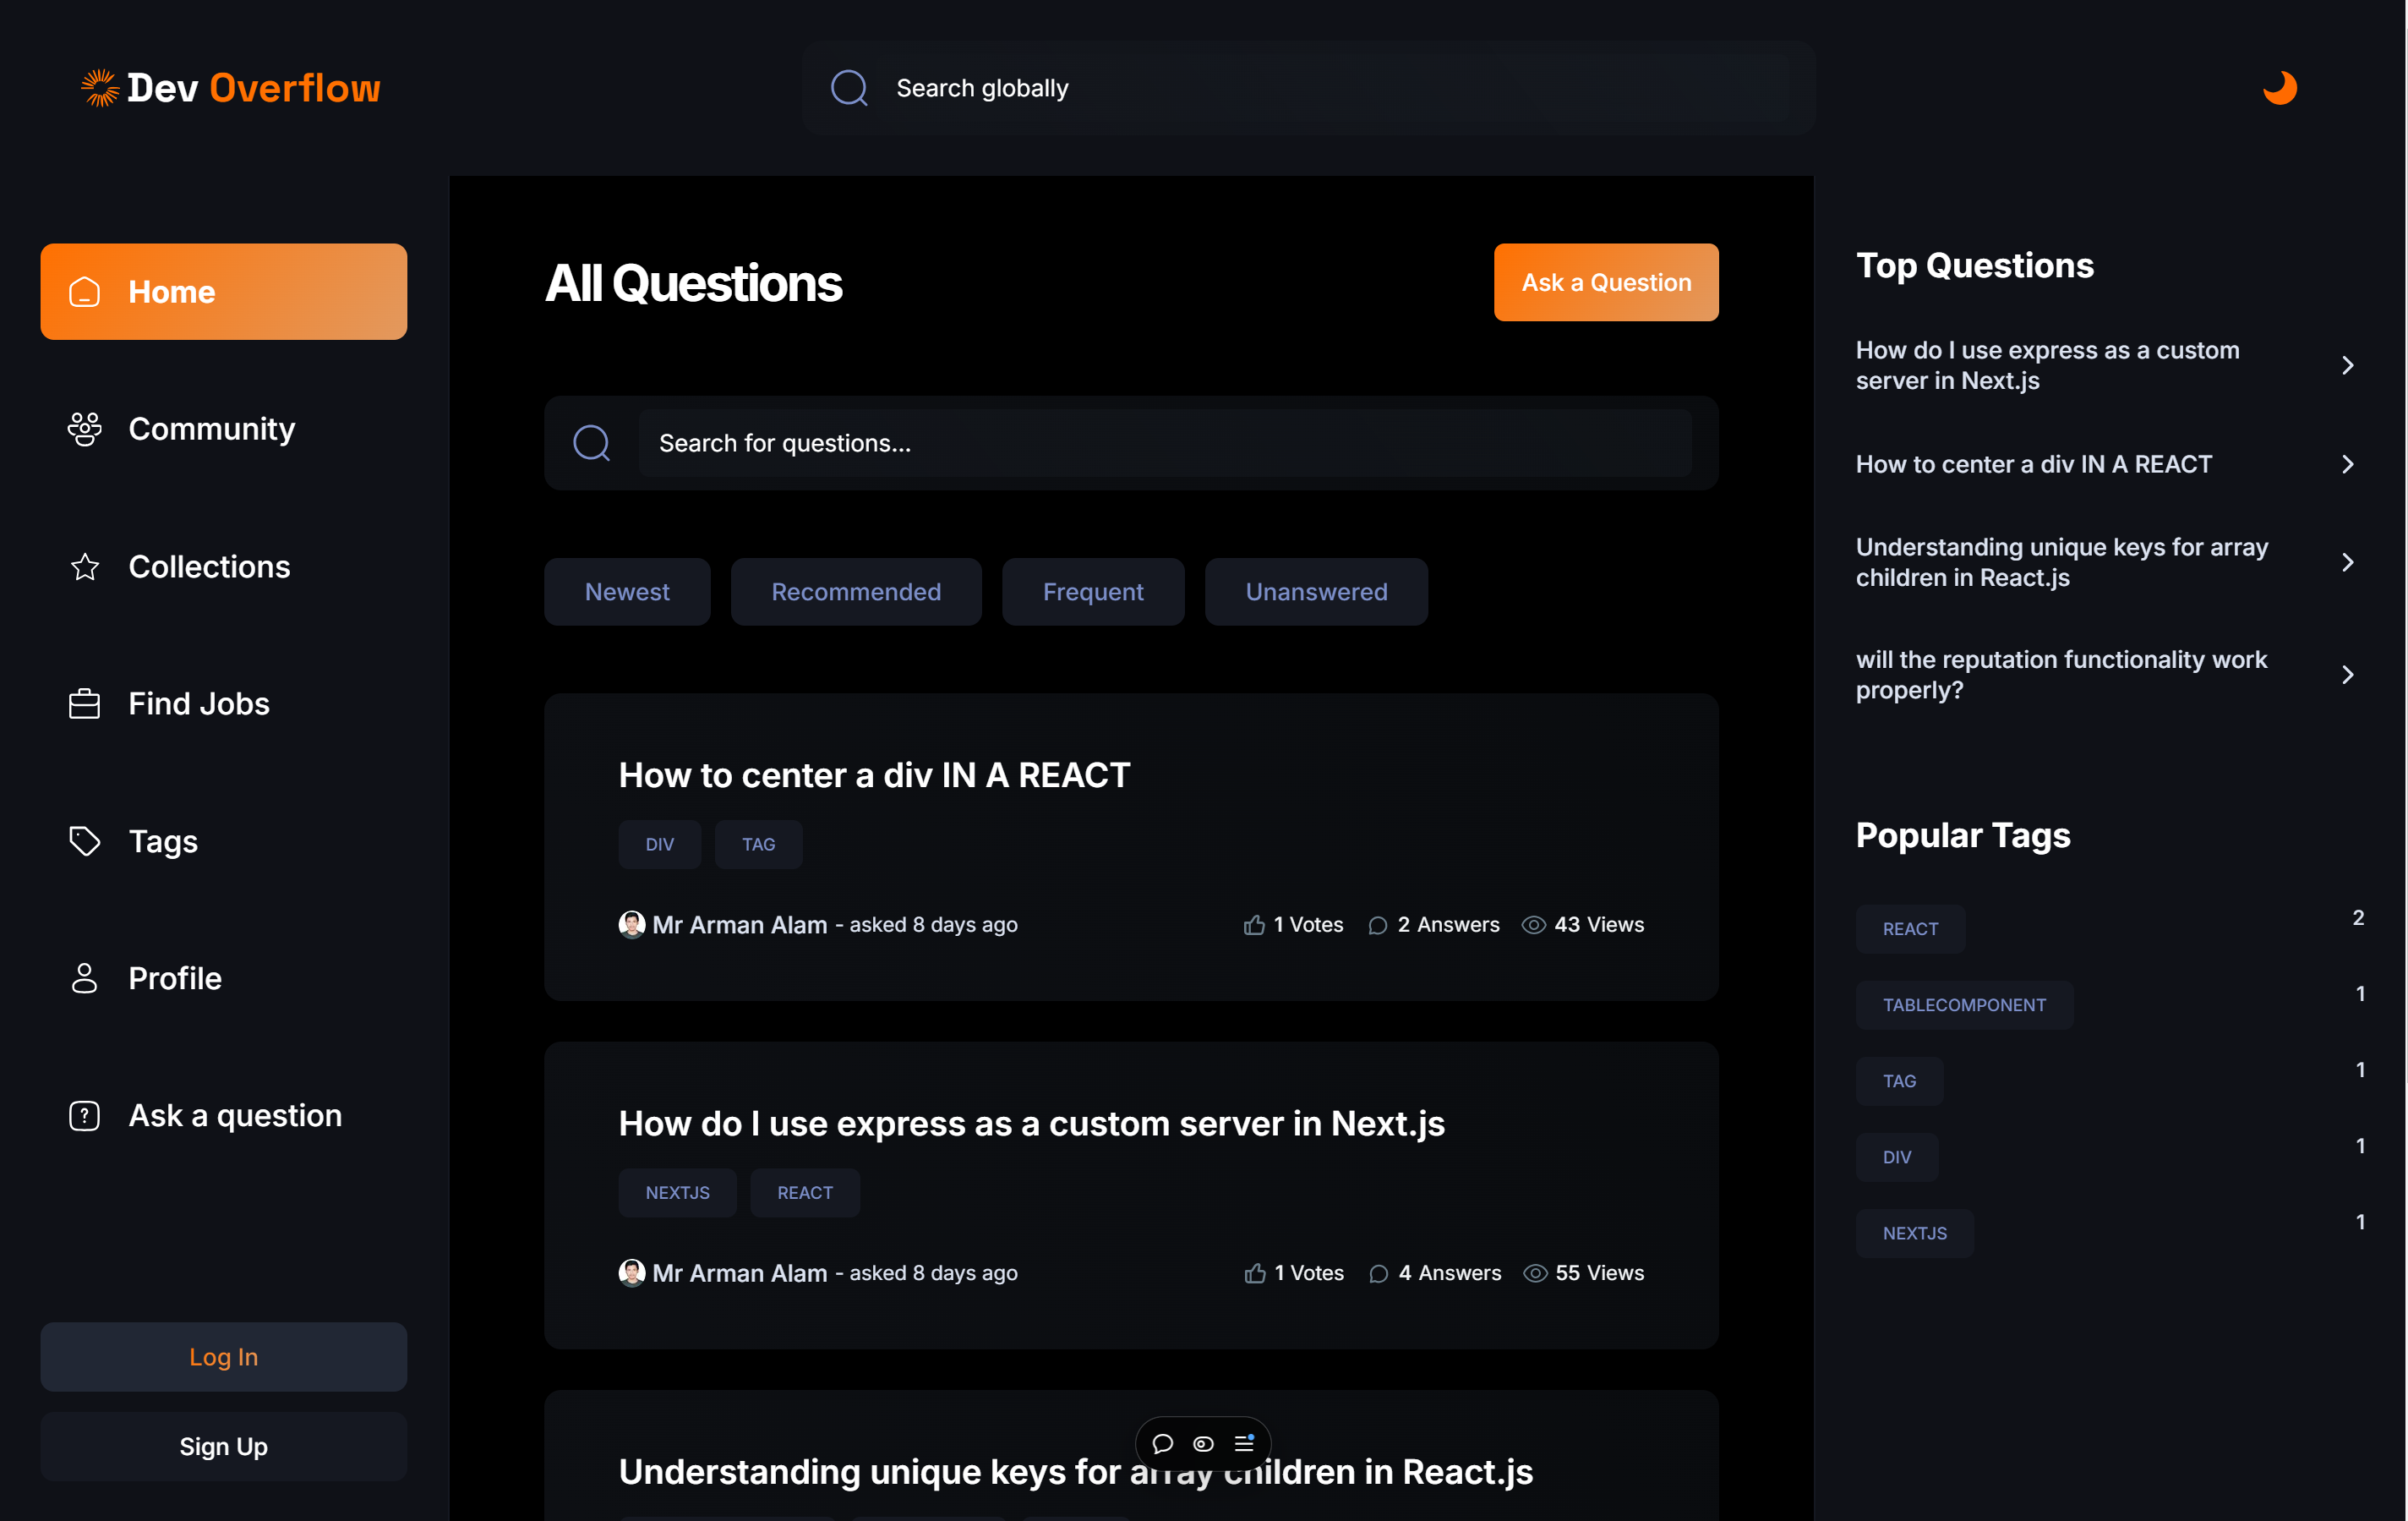 Dev Overflow
Search globally
Home
Community
Collections
Find Jobs
Tags
Profile
Ask a question
Log In
Sign Up
All Questions
Ask a Question
Search for questions...
Newest
Recommended
Frequent
Unanswered
How to center a div IN A REACT
DIV
TAG
Mr Arman Alam - asked 8 days ago
1 Votes
2 Answers
43 Views
How do I use express as a custom server in Next.js
NEXTJS
REACT
Mr Arman Alam - asked 8 days ago
1 Votes
4 Answers
55 Views
Understanding unique keys for array children in React.js
Top Questions
How do I use express as a custom
server in Next.js
How to center a div IN A REACT
Understanding unique keys for array
children in React.js
will the reputation functionality work
properly?
Popular Tags
REACT
2
TABLECOMPONENT
1
TAG
1
DIV
1
NEXTJS
1